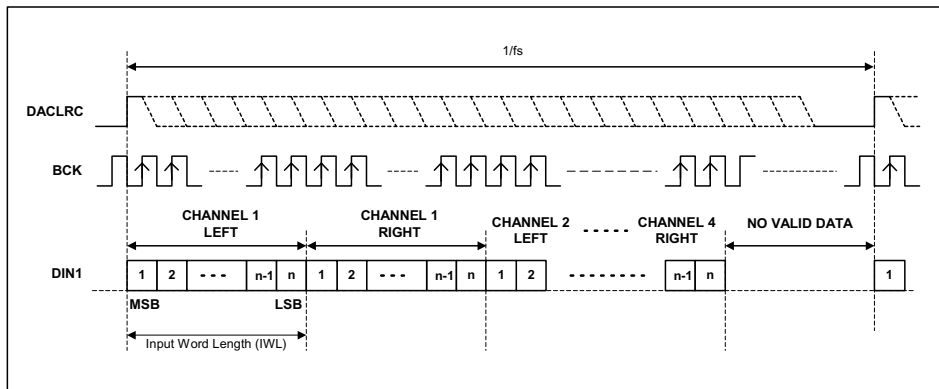 1/fs
DACLRC
BCK
CHANNEL 1 LEFT
CHANNEL 1 RIGHT
CHANNEL 2 LEFT
CHANNEL 4 RIGHT
NO VALID DATA
DIN1
1 2 n-1 n 1 2 n-1 n 1 2 n-1 n 1
MSB LSB
Input Word Length (IWL)